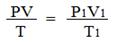 PV/T = P₁V₁/T₁